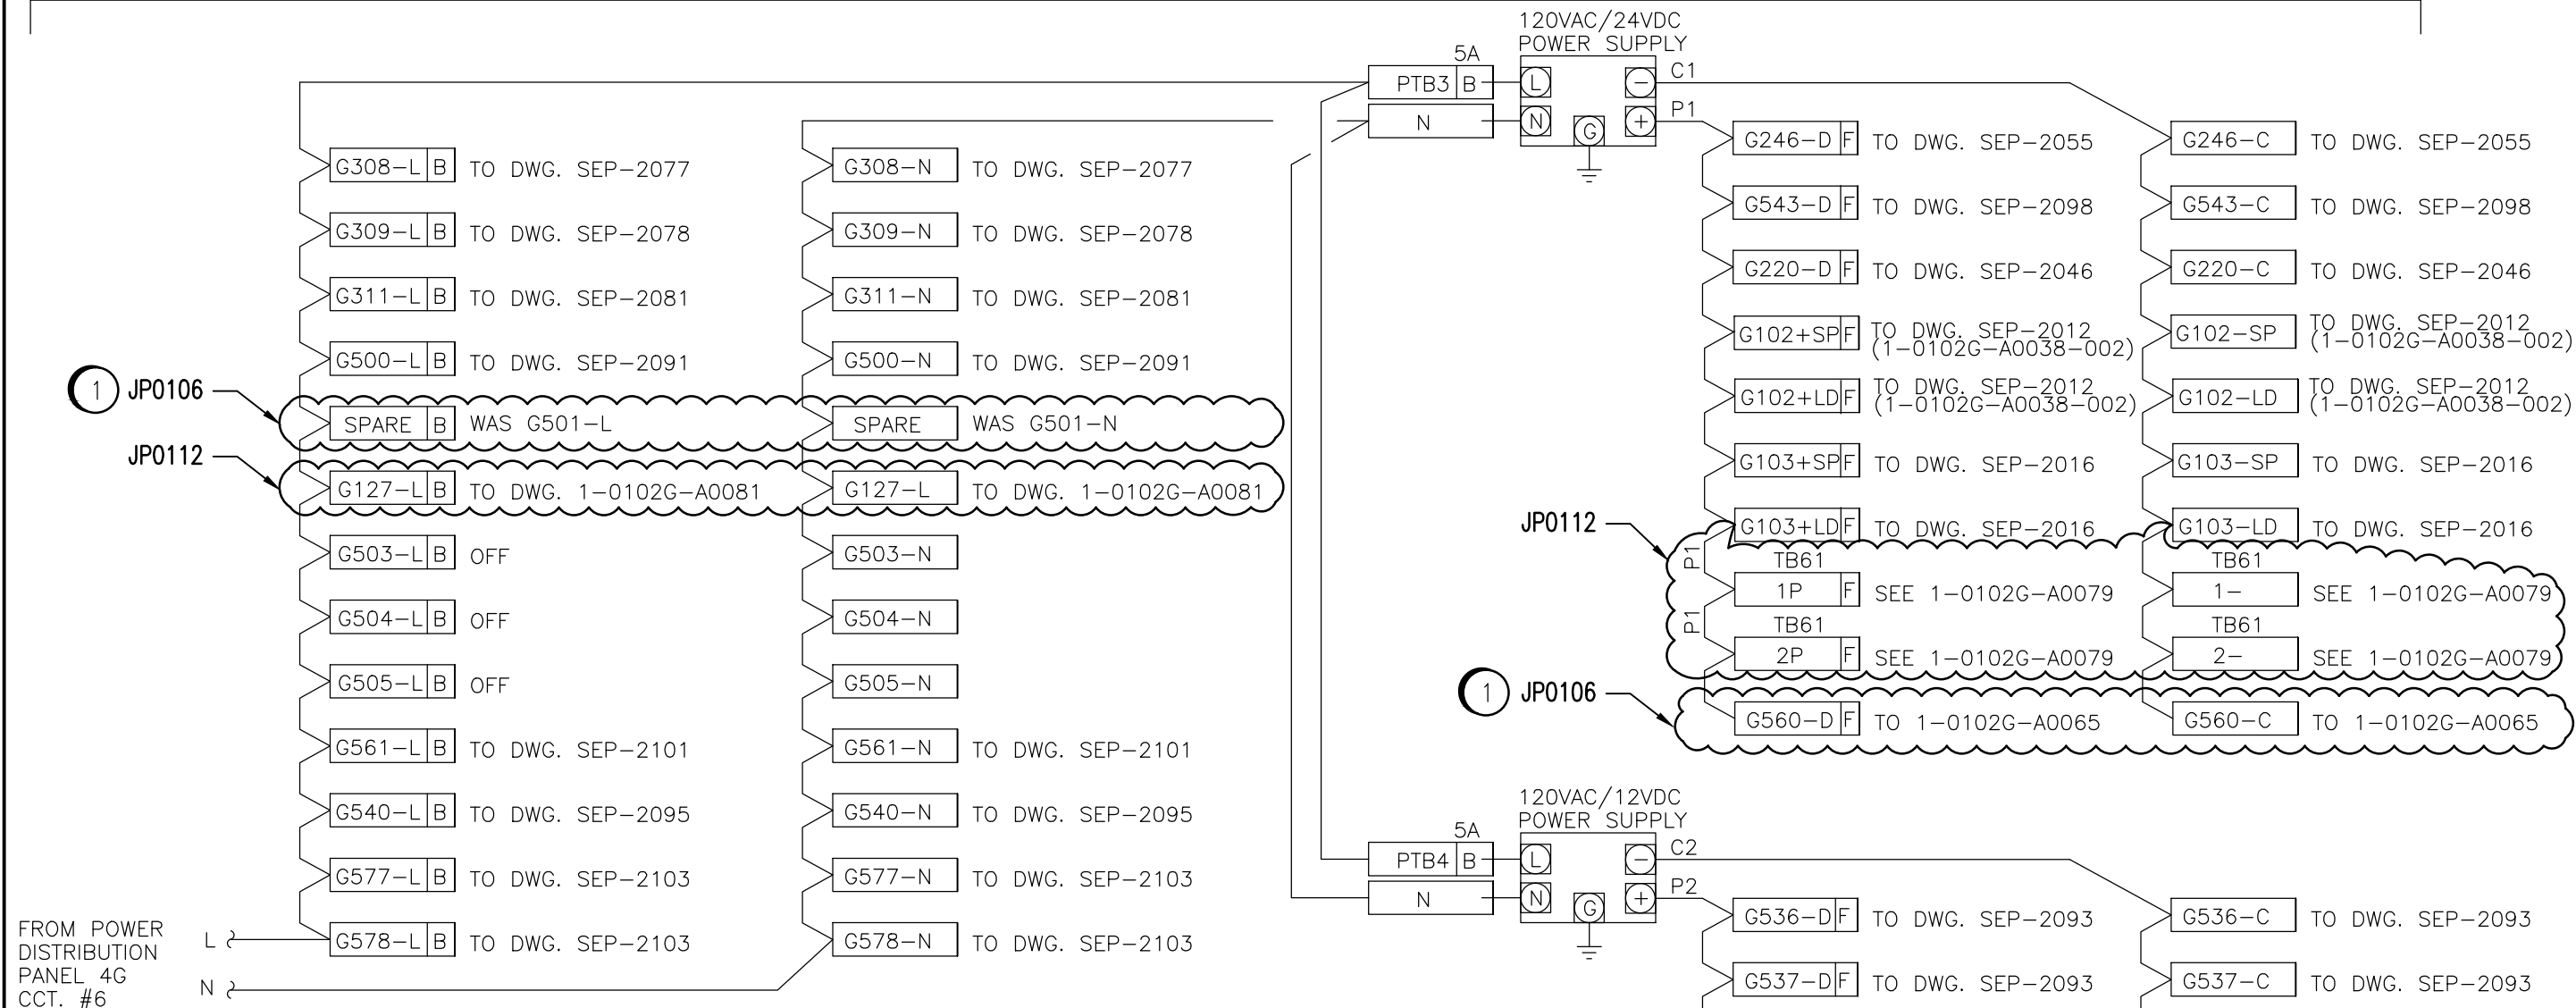 120VAC/24VDC
POWER SUPPLY
5A
PTB3 B L − C1
N N G + P1
G308−L B TO DWG. SEP−2077
G309−L B TO DWG. SEP−2078
G311−L B TO DWG. SEP−2081
G500−L B TO DWG. SEP−2091
1 JP0106
SPARE B WAS G501−L
JP0112
G127−L B TO DWG. 1−0102G−A0081
G503−L B OFF
G504−L B OFF
G505−L B OFF
G561−L B TO DWG. SEP−2101
G540−L B TO DWG. SEP−2095
G577−L B TO DWG. SEP−2103
G578−L B TO DWG. SEP−2103
FROM POWER
DISTRIBUTION
PANEL 4G
CCT. #6
L
N
G308−N TO DWG. SEP−2077
G309−N TO DWG. SEP−2078
G311−N TO DWG. SEP−2081
G500−N TO DWG. SEP−2091
SPARE WAS G501−N
G127−L TO DWG. 1−0102G−A0081
G503−N
G504−N
G505−N
G561−N TO DWG. SEP−2101
G540−N TO DWG. SEP−2095
G577−N TO DWG. SEP−2103
G578−N TO DWG. SEP−2103
G246−D F TO DWG. SEP−2055
G543−D F TO DWG. SEP−2098
G220−D F TO DWG. SEP−2046
G102+SP F TO DWG. SEP−2012
(1−0102G−A0038−002)
G102+LD F TO DWG. SEP−2012
(1−0102G−A0038−002)
G103+SP F TO DWG. SEP−2016
JP0112
G103+LD F TO DWG. SEP−2016
P1
TB61
1P F SEE 1−0102G−A0079
P1
TB61
2P F SEE 1−0102G−A0079
1 JP0106
G560−D F TO 1−0102G−A0065
G246−C TO DWG. SEP−2055
G543−C TO DWG. SEP−2098
G220−C TO DWG. SEP−2046
G102−SP TO DWG. SEP−2012
(1−0102G−A0038−002)
G102−LD TO DWG. SEP−2012
(1−0102G−A0038−002)
G103−SP TO DWG. SEP−2016
G103−LD TO DWG. SEP−2016
TB61
1− SEE 1−0102G−A0079
TB61
2− SEE 1−0102G−A0079
G560−C TO 1−0102G−A0065
120VAC/12VDC
POWER SUPPLY
5A
PTB4 B L − C2
N N G + P2
G536−D F TO DWG. SEP−2093
G537−D F TO DWG. SEP−2093
G536−C TO DWG. SEP−2093
G537−C TO DWG. SEP−2093